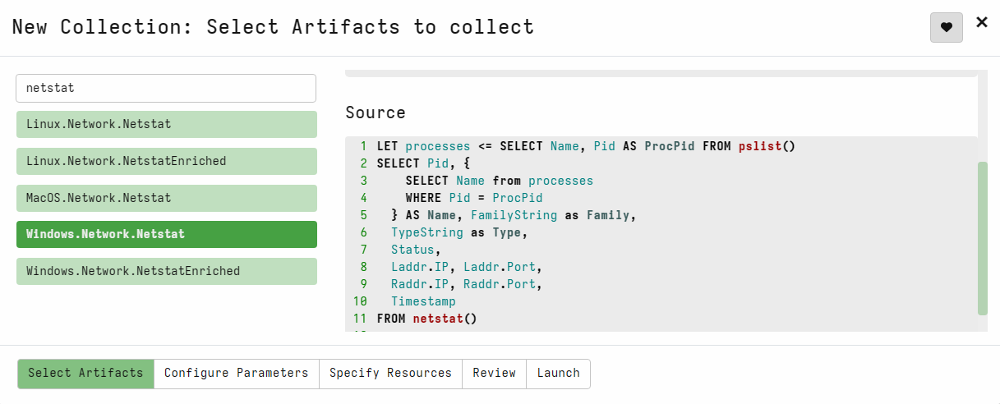 New Collection: Select Artifacts to collect
netstat
Linux.Network.Netstat
Linux.Network.NetstatEnriched
MacOS.Network.Netstat
Windows.Network.Netstat
Windows.Network.NetstatEnriched
Source
1 LET processes <= SELECT Name, Pid AS ProcPid FROM pslist()
2 SELECT Pid, {
3     SELECT Name from processes
4     WHERE Pid = ProcPid
5   } AS Name, FamilyString as Family,
6   TypeString as Type,
7   Status,
8   Laddr.IP, Laddr.Port,
9   Raddr.IP, Raddr.Port,
10   Timestamp
11 FROM netstat()
Select Artifacts Configure Parameters Specify Resources Review Launch